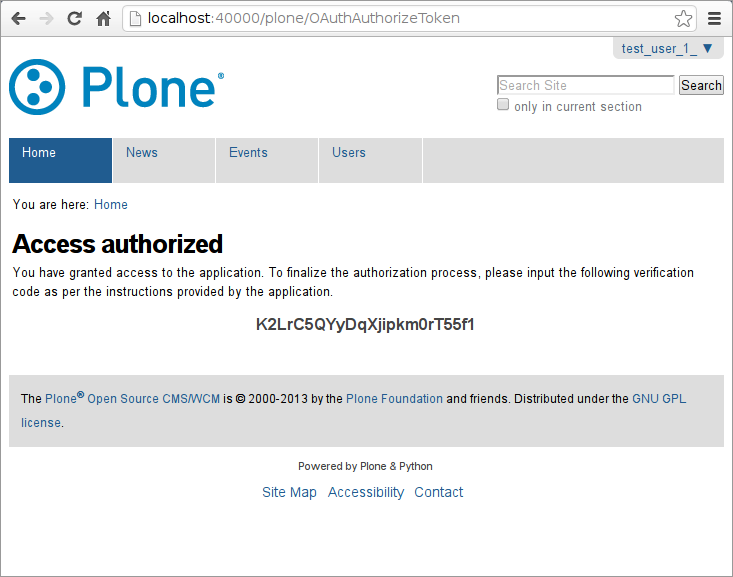 localhost:40000/plone/OAuthAuthorizeToken
test_user_1_ ▼
Plone®
Search Site
Search
only in current section
Home
News
Events
Users
You are here: Home
Access authorized
You have granted access to the application. To finalize the authorization process, please input the following verification
code as per the instructions provided by the application.
K2LrC5QYyDqXjipkm0rT55f1
The Plone® Open Source CMS/WCM is © 2000-2013 by the Plone Foundation and friends. Distributed under the GNU GPL
license.
Powered by Plone & Python
Site Map Accessibility Contact